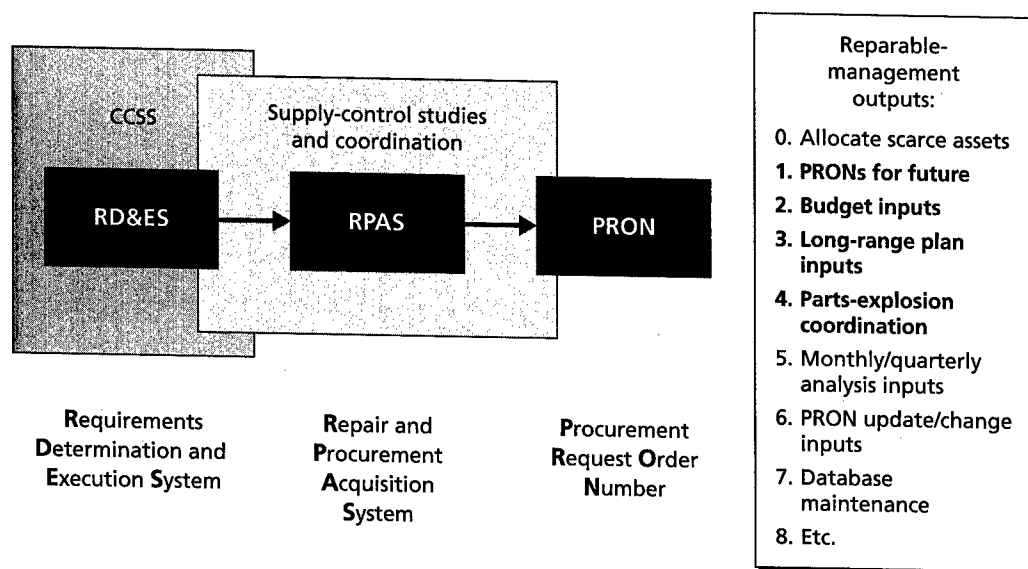 CCSS
Supply-control studies
and coordination
RD&ES
RPAS
PRON
Requirements
Determination and
Execution System
Repair and
Procurement
Acquisition
System
Procurement
Request Order
Number
Reparable-
management
outputs:
0. Allocate scarce assets
1. PRONs for future
2. Budget inputs
3. Long-range plan
inputs
4. Parts-explosion
coordination
5. Monthly/quarterly
analysis inputs
6. PRON update/change
inputs
7. Database
maintenance
8. Etc.